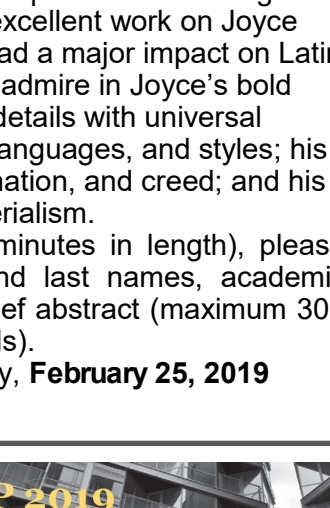 excellent work on Joyce
ad a major impact on Latin
admire in Joyce's bold
details with universal
anguages, and styles; his
nation, and creed; and his
erialism.
minutes in length), pleas
nd last names, academi
ef abstract (maximum 30
ds).
y, February 25, 2019
P 2019